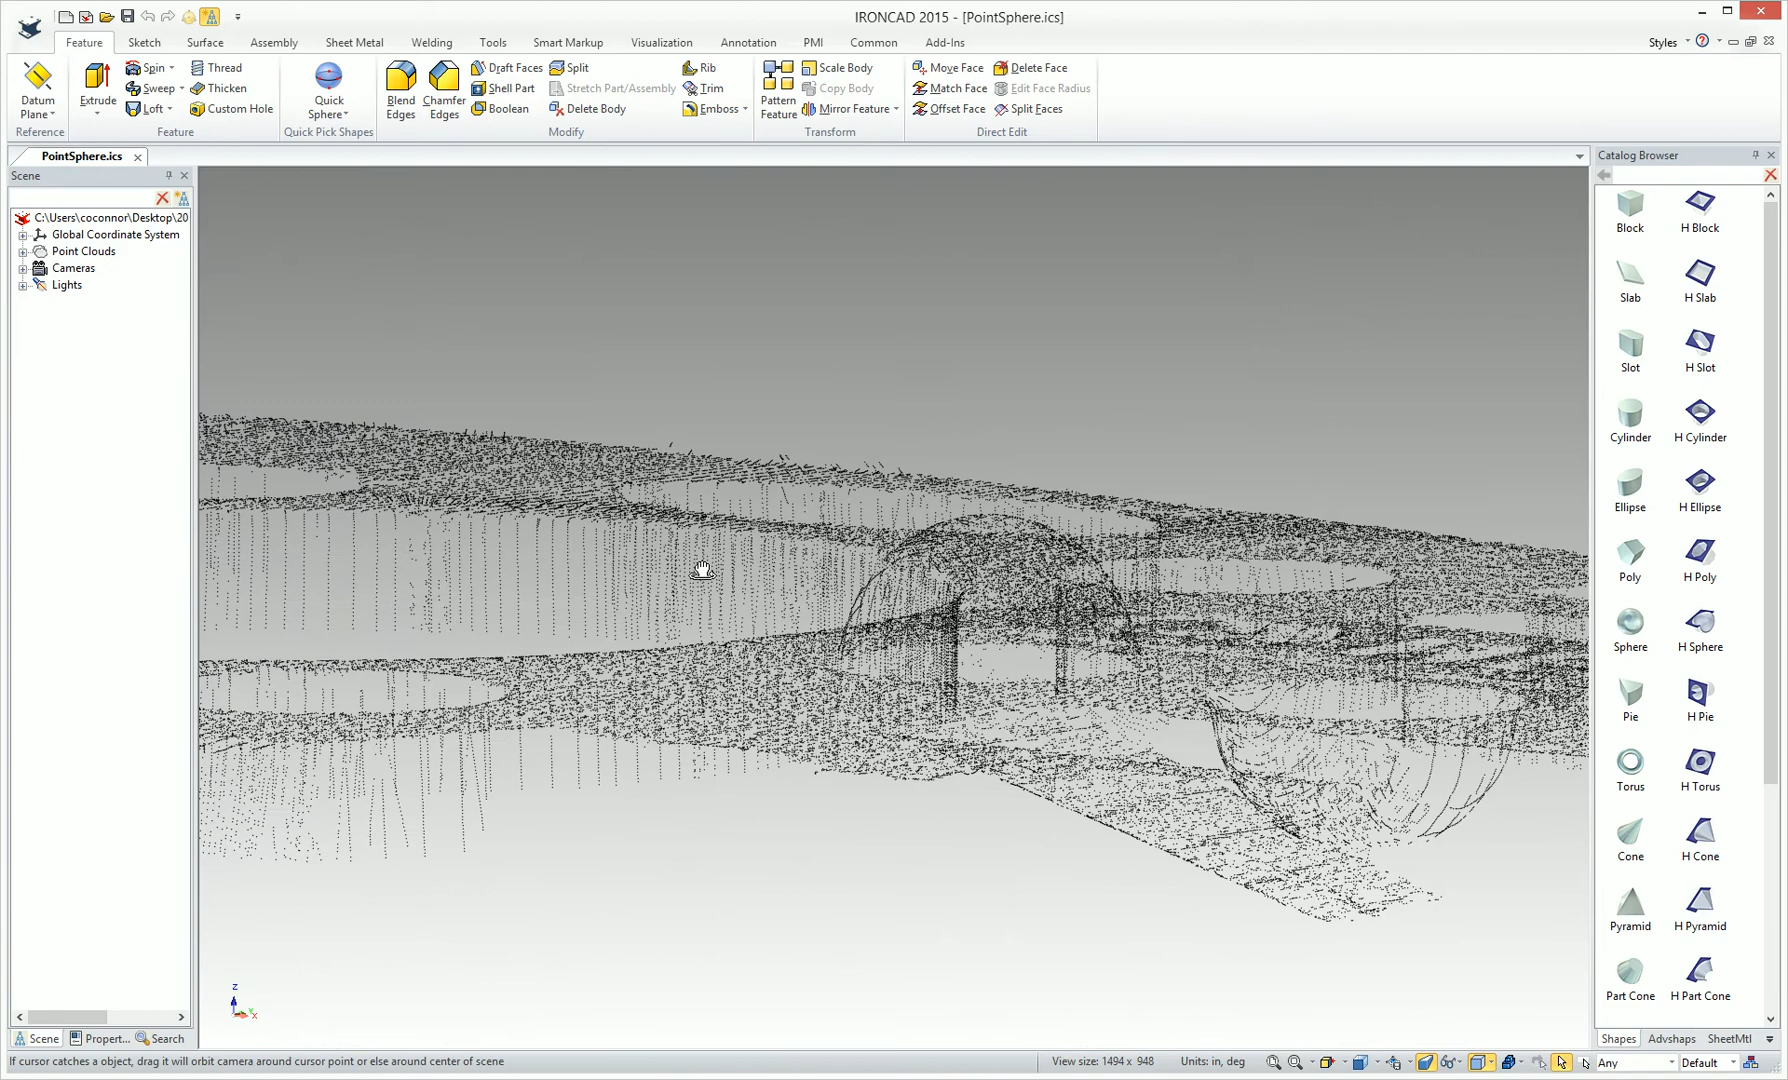 IRONCAD 2015 - [PointSphere.ics]
Feature
Sketch
Surface
Assembly
Sheet Metal
Welding
Tools
Smart Markup
Visualization
Annotation
PMI
Common
Add-Ins
Styles
Datum Plane
Reference
Extrude
Spin
Sweep
Loft
Thread
Thicken
Custom Hole
Feature
Quick Sphere
Quick Pick Shapes
Blend Edges
Chamfer Edges
Draft Faces
Shell Part
Boolean
Split
Stretch Part/Assembly
Delete Body
Rib
Trim
Emboss
Modify
Pattern Feature
Scale Body
Copy Body
Mirror Feature
Transform
Move Face
Match Face
Offset Face
Delete Face
Edit Face Radius
Split Faces
Direct Edit
PointSphere.ics
Scene
C:\Users\coconnor\Desktop\20
Global Coordinate System
Point Clouds
Cameras
Lights
Catalog Browser
Block
H Block
Slab
H Slab
Slot
H Slot
Cylinder
H Cylinder
Ellipse
H Ellipse
Poly
H Poly
Sphere
H Sphere
Pie
H Pie
Torus
H Torus
Cone
H Cone
Pyramid
H Pyramid
Part Cone
H Part Cone
Z
X
Scene
Propert...
Search
Shapes
Advshaps
SheetMtl
If cursor catches a object, drag it will orbit camera around cursor point or else around center of scene
View size: 1494 x 948
Units: in, deg
Any
Default